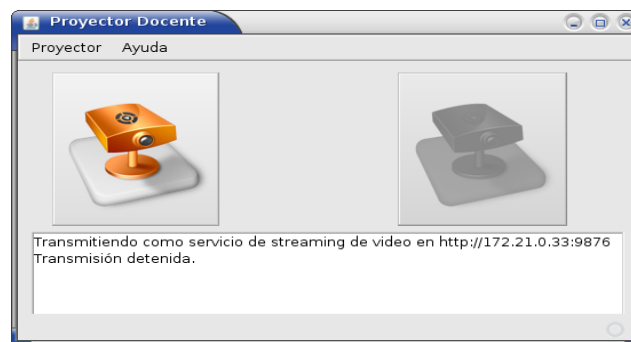 Proyector Docente
Proyector Ayuda
Transmitiendo como servicio de streaming de video en http://172.21.0.33:9876
Transmisión detenida.